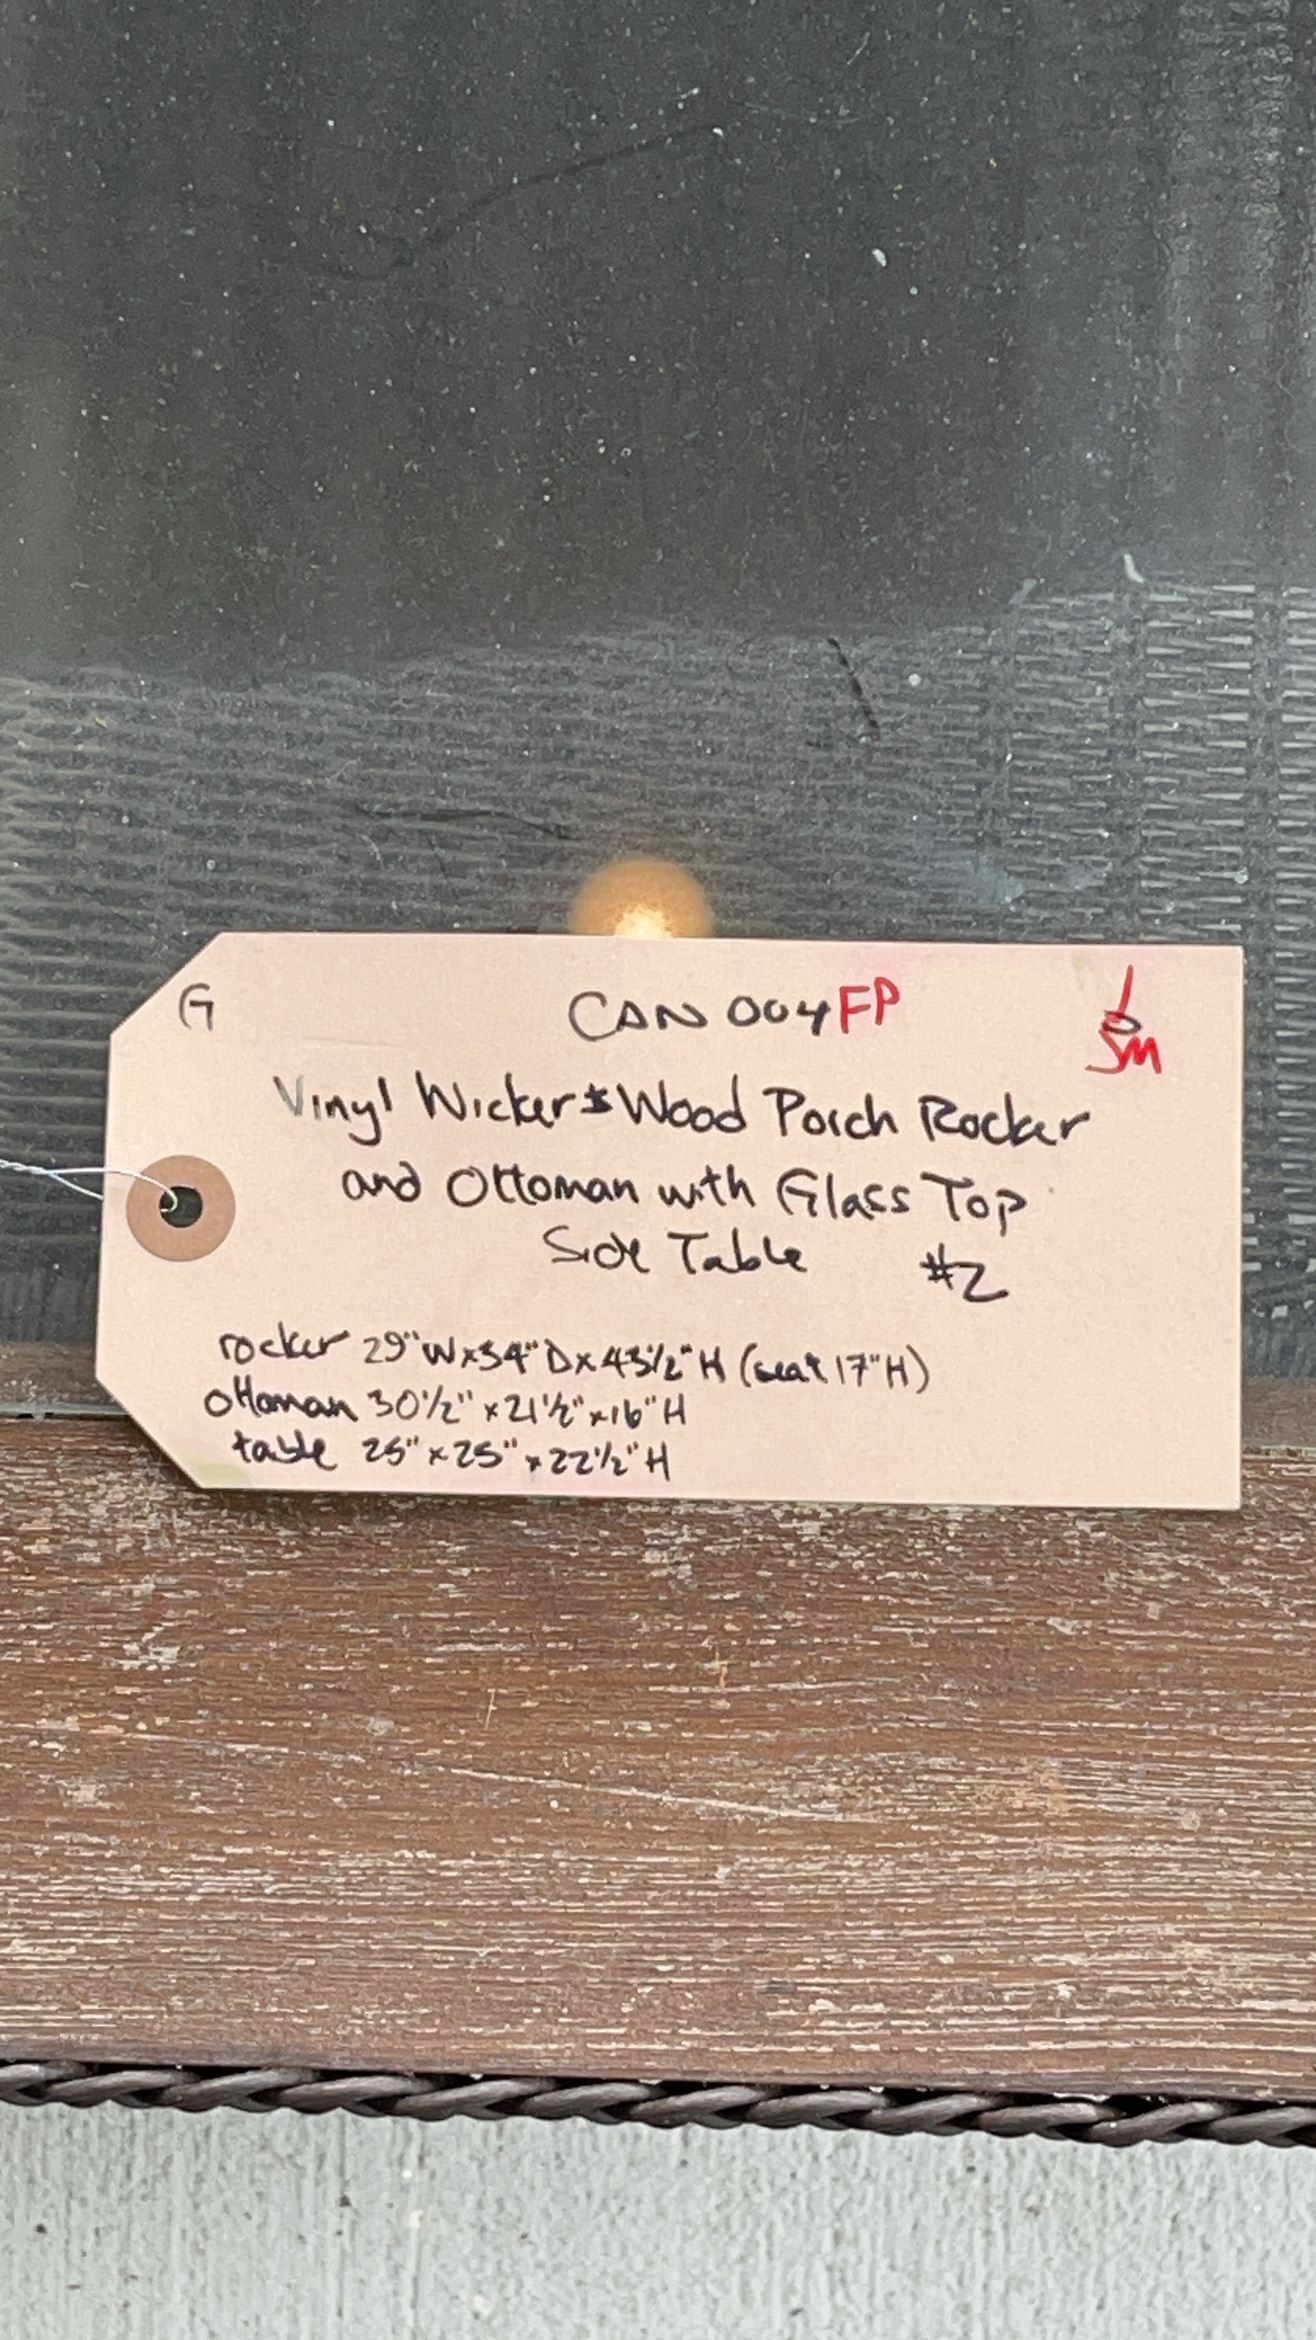 G
CAN 004FP
SM
Vinyl Wicker & Wood Porch Rocker
and Ottoman with Glass Top
Side Table #2
rocker 29"W x 34"D x 43½"H (seat 17"H)
ottoman 30½" x 21½" x 16"H
table 25" x 25" x 22½"H